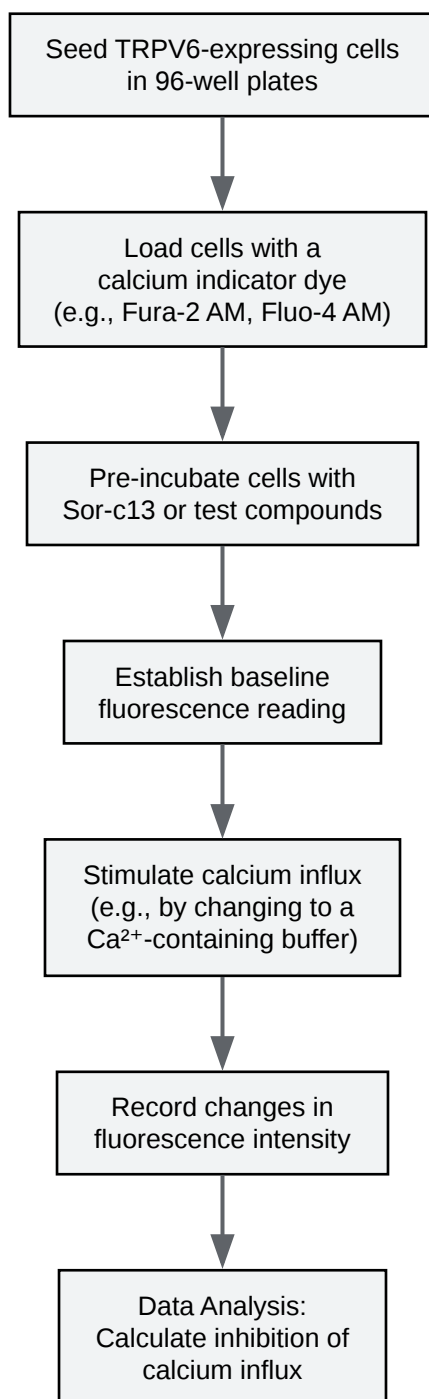 Seed TRPV6-expressing cells
in 96-well plates
Load cells with a
calcium indicator dye
(e.g., Fura-2 AM, Fluo-4 AM)
Pre-incubate cells with
Sor-c13 or test compounds
Establish baseline
fluorescence reading
Stimulate calcium influx
(e.g., by changing to a
Ca²⁺-containing buffer)
Record changes in
fluorescence intensity
Data Analysis:
Calculate inhibition of
calcium influx